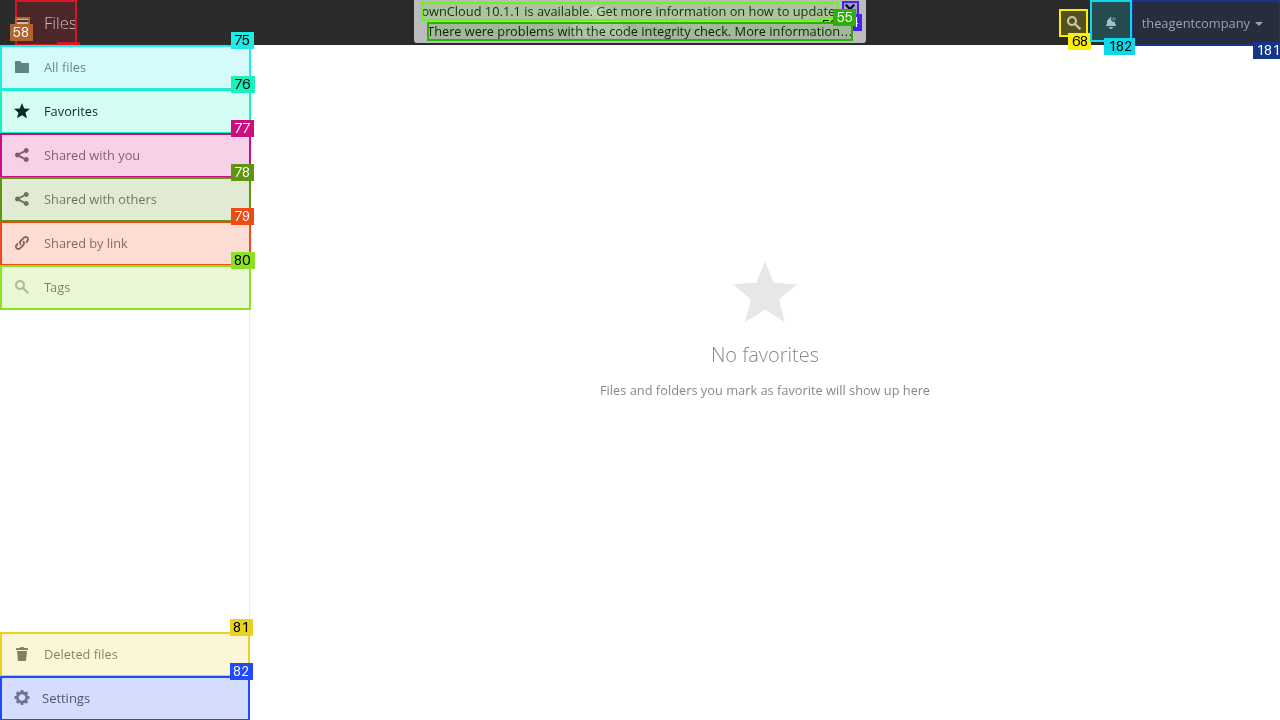 Files
58
ownCloud 10.1.1 is available. Get more information on how to update
There were problems with the code integrity check. More information...
55
68
182
theagentcompany
181
75
All files
76
Favorites
77
Shared with you
78
Shared with others
79
Shared by link
80
Tags
No favorites
Files and folders you mark as favorite will show up here
81
Deleted files
82
Settings